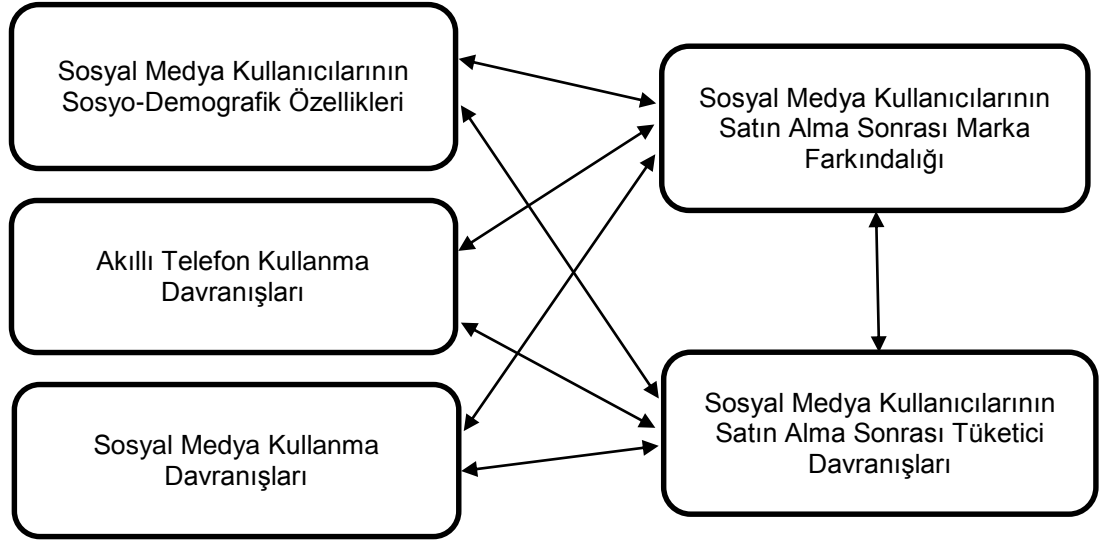 Sosyal Medya Kullanıcılarının
Sosyo-Demografik Özellikleri
Akıllı Telefon Kullanma
Davranışları
Sosyal Medya Kullanma
Davranışları
Sosyal Medya Kullanıcılarının
Satın Alma Sonrası Marka
Farkındalığı
Sosyal Medya Kullanıcılarının
Satın Alma Sonrası Tüketici
Davranışları